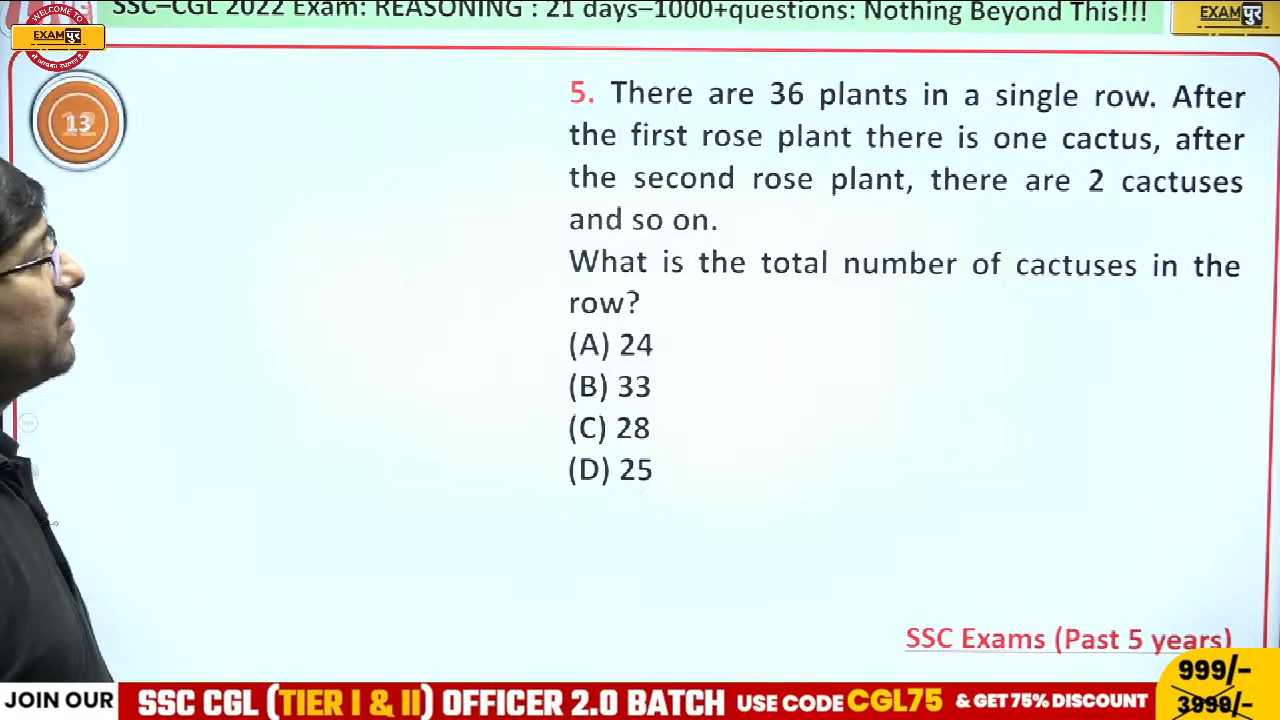 WELCOME TO
EXAMपुर
SSC–CGL 2022 Exam: REASONING : 21 days–1000+questions: Nothing Beyond This!!!
EXAMपुर
5. There are 36 plants in a single row. After
the first rose plant there is one cactus, after
the second rose plant, there are 2 cactuses
and so on.
What is the total number of cactuses in the
row?
(A) 24
(B) 33
(C) 28
(D) 25
SSC Exams (Past 5 years)
JOIN OUR
SSC CGL (TIER I & II) OFFICER 2.0 BATCH
USE CODE CGL75 & GET 75% DISCOUNT
999/-
3999/-